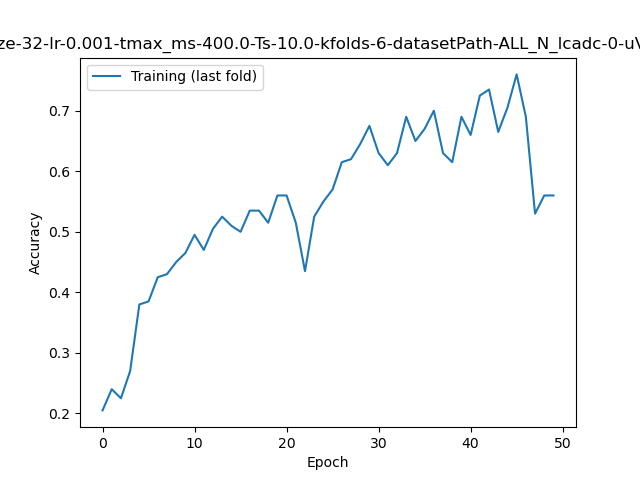 ze-32-lr-0.001-tmax_ms-400.0-Ts-10.0-kfolds-6-datasetPath-ALL_N_lcadc-0-uV
Training (last fold)
0.7
0.6
0.5
0.4
0.3
0.2
Accuracy
0 10 20 30 40 50
Epoch